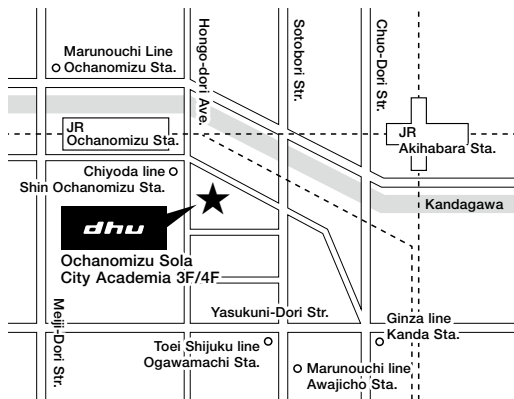 Marunouchi Line
Ochanomizu Sta.
Hongo-dori Ave.
Sotobori Str.
Chuo-Dori Str.
JR
Ochanomizu Sta.
JR
Akihabara Sta.
Chiyoda line
Shin Ochanomizu Sta.
Kandagawa
dhu
Ochanomizu Sola
City Academia 3F/4F
Meiji-Dori Str.
Yasukuni-Dori Str.
Ginza line
Kanda Sta.
Toei Shijuku line
Ogawamachi Sta.
Marunouchi line
Awajicho Sta.